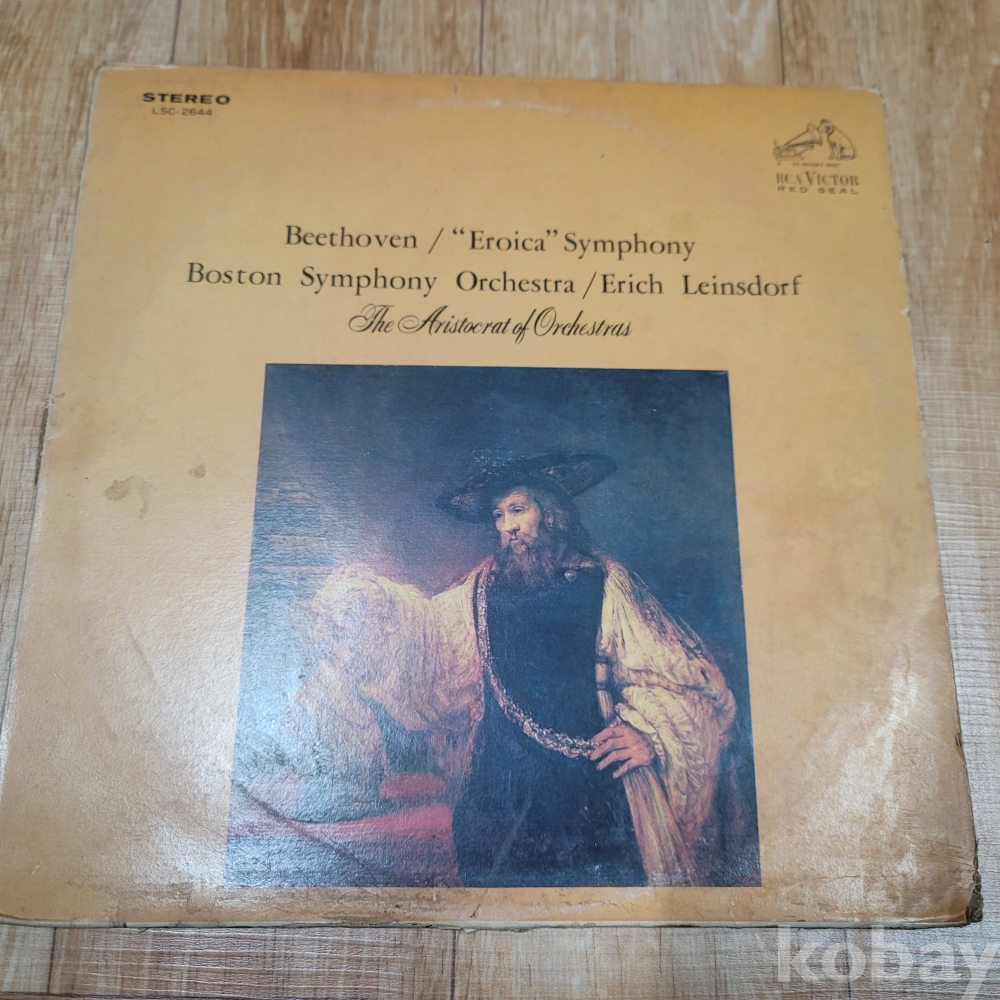 STEREO
LSC-2644
RCA VICTOR
RED SEAL
Beethoven / “Eroica” Symphony
Boston Symphony Orchestra / Erich Leinsdorf
The Aristocrat of Orchestras
kobay